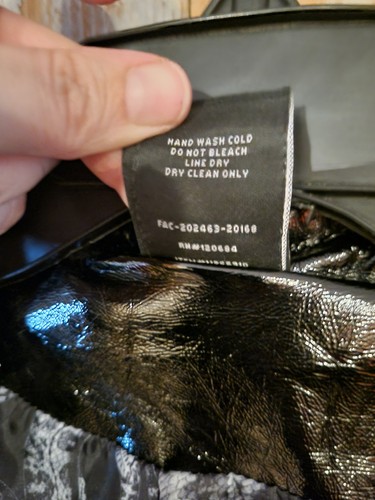 HAND WASH COLD
DO NOT BLEACH
LINE DRY
DRY CLEAN ONLY
FAC-202463-20168
RN#120684